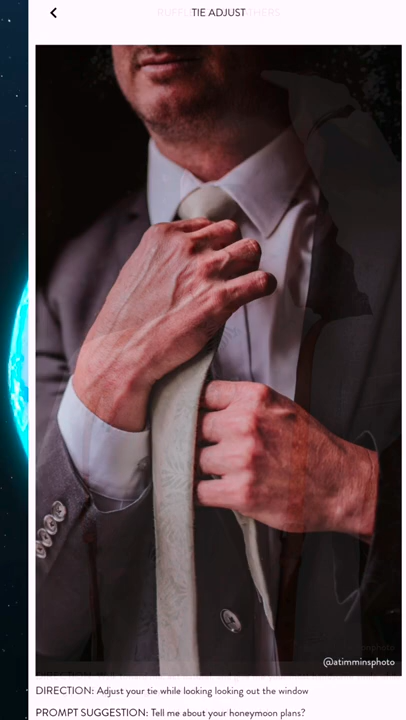 TIE ADJUST
@atimminsphoto
DIRECTION: Adjust your tie while looking looking out the window
PROMPT SUGGESTION: Tell me about your honeymoon plans?